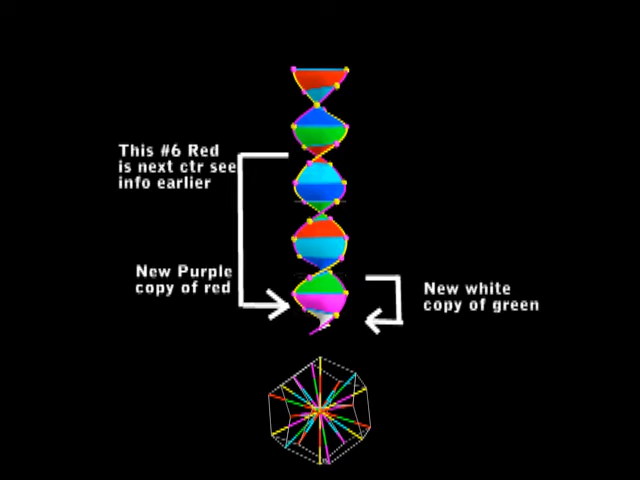 This #6 Red
is next ctr see
info earlier
New Purple
copy of red
New white
copy of green